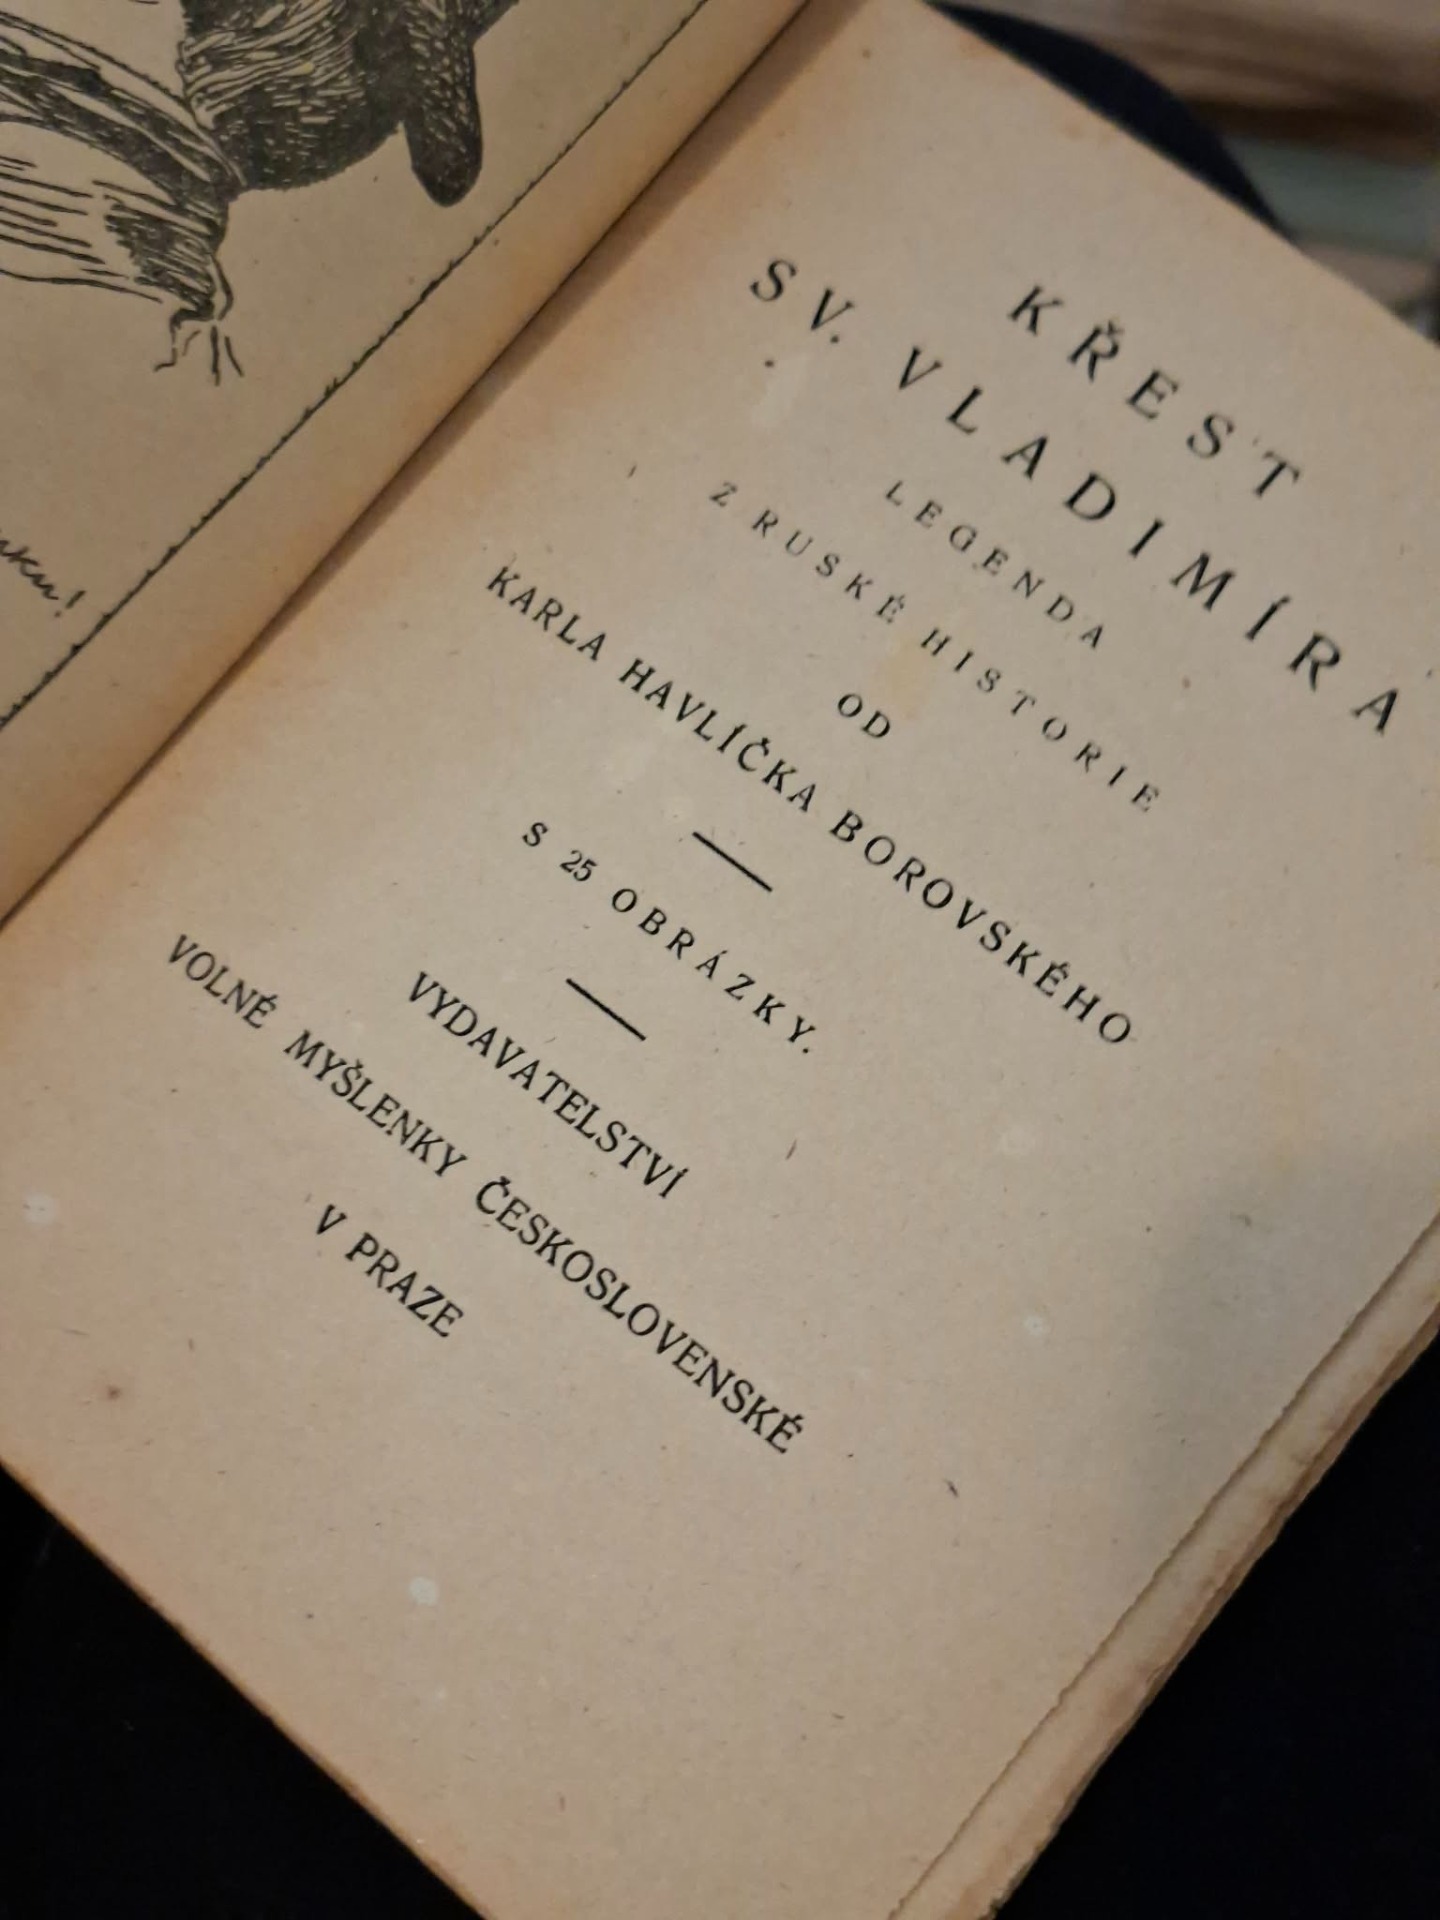 KŘEST
SV. VLADIMÍRA
LEGENDA
Z RUSKÉ HISTORIE
OD
KARLA HAVLÍČKA BOROVSKÉHO
S 25 OBRÁZKY.
VYDAVATELSTVÍ
VOLNÉ MYŠLENKY ČESKOSLOVENSKÉ
V PRAZE